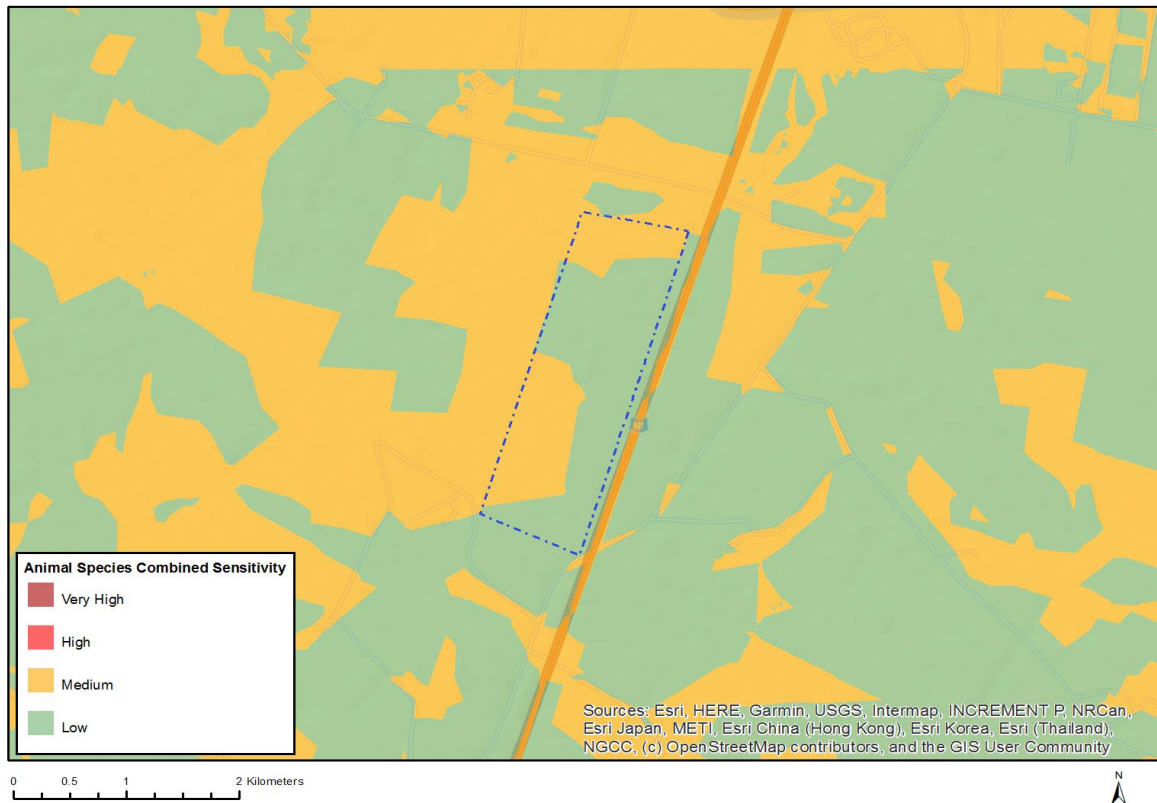 N1
Animal Species Combined Sensitivity
Very High
High
Medium
Low
Sources: Esri, HERE, Garmin, USGS, Intermap, INCREMENT P, NRCan,
Esri Japan, METI, Esri China (Hong Kong), Esri Korea, Esri (Thailand),
NGCC, (c) OpenStreetMap contributors, and the GIS User Community
0 0.5 1 2 Kilometers
N